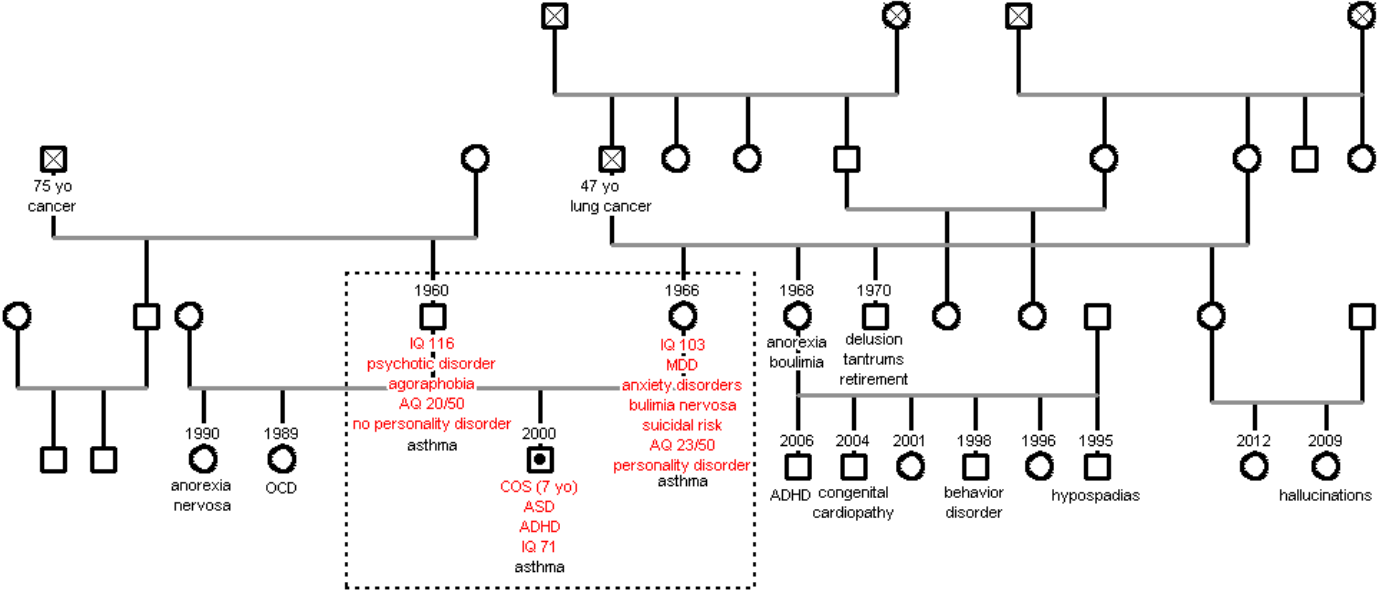 75 yo
cancer
47 yo
lung cancer
1960
IQ 116
psychotic disorder
agoraphobia
AQ 20/50
no personality disorder
asthma
1966
IQ 103
MDD
anxiety disorders
bulimia nervosa
suicidal risk
AQ 23/50
personality disorder
asthma
1968
anorexia
boulimia
1970
delusion
tantrums
retirement
1990
anorexia
nervosa
1989
OCD
2000
COS (7 yo)
ASD
ADHD
IQ 71
asthma
2006
ADHD
2004
congenital
cardiopathy
2001
1998
behavior
disorder
1996
1995
hypospadias
2012
2009
hallucinations